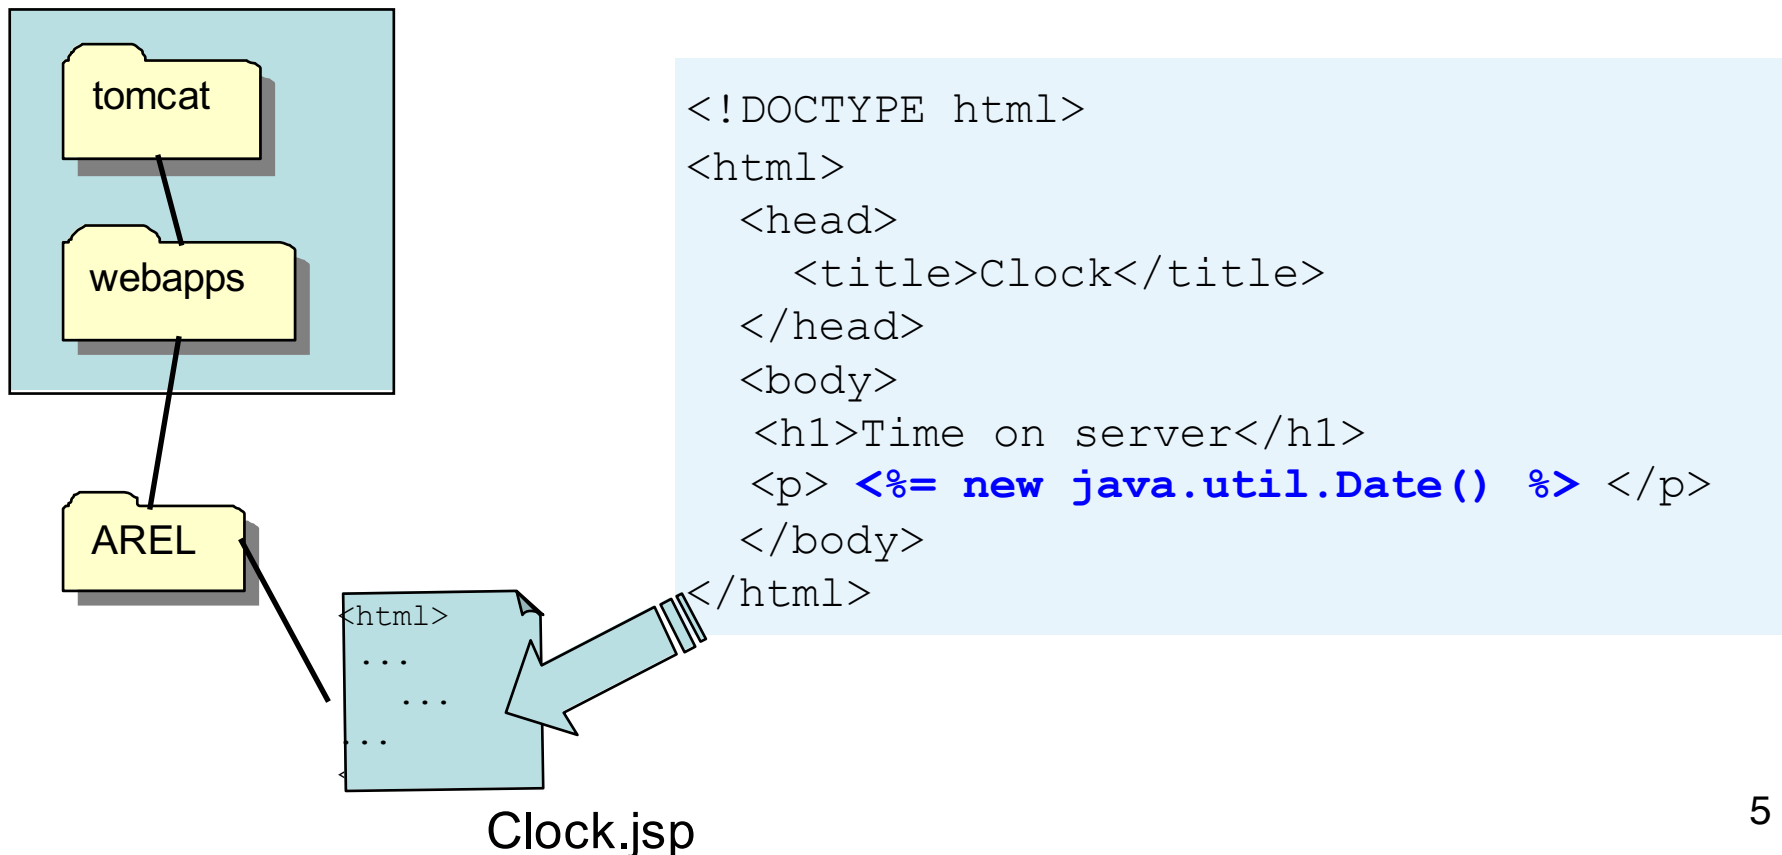 tomcat
webapps
AREL
<!DOCTYPE html>
<html>
  <head>
    <title>Clock</title>
  </head>
  <body>
  <h1>Time on server</h1>
  <p> <%= new java.util.Date() %> </p>
  </body>
</html>
<html>
...
...
...
<
Clock.jsp
5